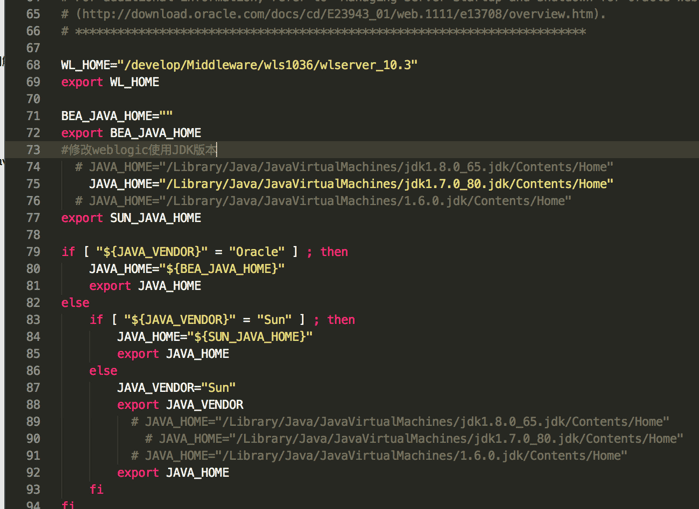 65 # (http://download.oracle.com/docs/cd/E23943_01/web.1111/e13708/overview.htm).
66 # *************************************************************************
67
68 WL_HOME="/develop/Middleware/wls1036/wlserver_10.3"
69 export WL_HOME
70
71 BEA_JAVA_HOME=""
72 export BEA_JAVA_HOME
73 #修改weblogic使用JDK版本
74 # JAVA_HOME="/Library/Java/JavaVirtualMachines/jdk1.8.0_65.jdk/Contents/Home"
75 JAVA_HOME="/Library/Java/JavaVirtualMachines/jdk1.7.0_80.jdk/Contents/Home"
76 # JAVA_HOME="/Library/Java/JavaVirtualMachines/1.6.0.jdk/Contents/Home"
77 export SUN_JAVA_HOME
78
79 if [ "${JAVA_VENDOR}" = "Oracle" ] ; then
80 JAVA_HOME="${BEA_JAVA_HOME}"
81 export JAVA_HOME
82 else
83 if [ "${JAVA_VENDOR}" = "Sun" ] ; then
84 JAVA_HOME="${SUN_JAVA_HOME}"
85 export JAVA_HOME
86 else
87 JAVA_VENDOR="Sun"
88 export JAVA_VENDOR
89 # JAVA_HOME="/Library/Java/JavaVirtualMachines/jdk1.8.0_65.jdk/Contents/Home"
90 # JAVA_HOME="/Library/Java/JavaVirtualMachines/jdk1.7.0_80.jdk/Contents/Home"
91 # JAVA_HOME="/Library/Java/JavaVirtualMachines/1.6.0.jdk/Contents/Home"
92 export JAVA_HOME
93 fi
94 fi